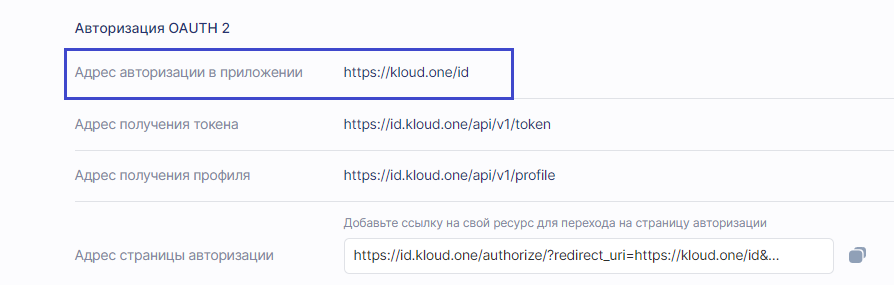 Авторизация OAUTH 2
Адрес авторизации в приложении https://kloud.one/id
Адрес получения токена https://id.kloud.one/api/v1/token
Адрес получения профиля https://id.kloud.one/api/v1/profile
Добавьте ссылку на свой ресурс для перехода на страницу авторизации
Адрес страницы авторизации https://id.kloud.one/authorize/?redirect_uri=https://kloud.one/id&...